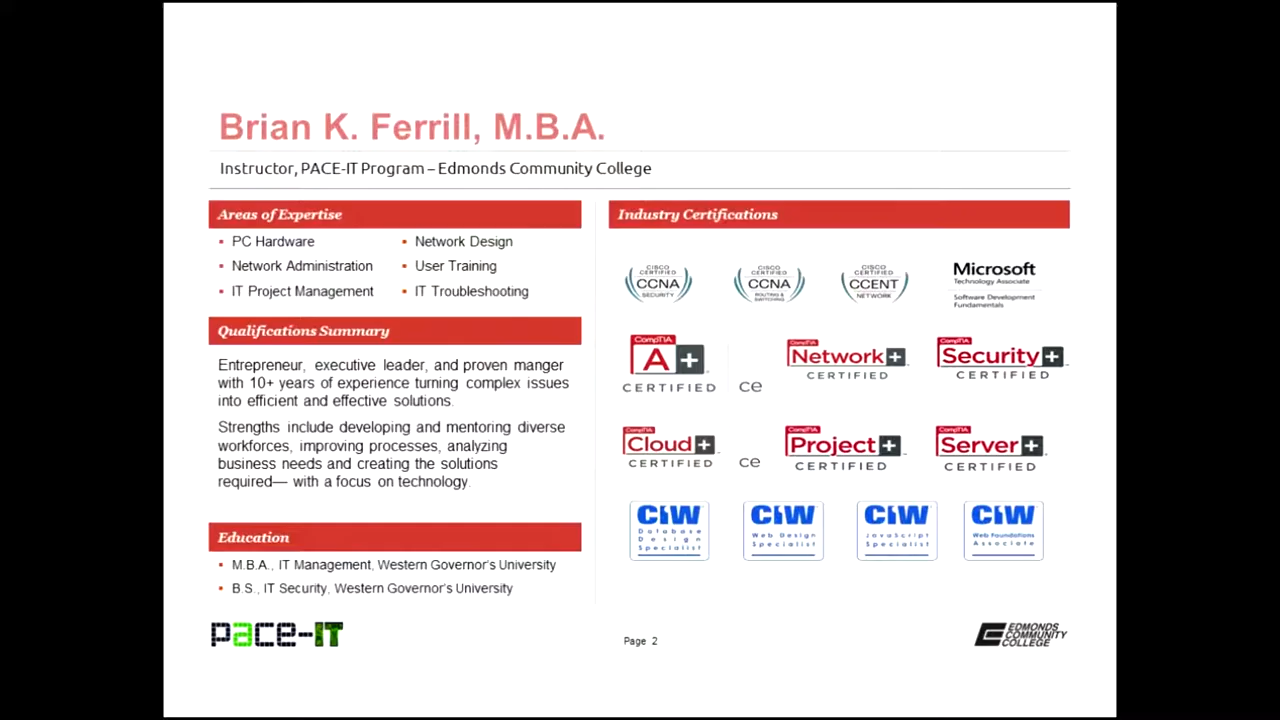 Brian K. Ferrill, M.B.A.
Instructor, PACE-IT Program – Edmonds Community College
Areas of Expertise
▪ PC Hardware
▪ Network Administration
▪ IT Project Management
▪ Network Design
▪ User Training
▪ IT Troubleshooting
Qualifications Summary
Entrepreneur, executive leader, and proven manger
with 10+ years of experience turning complex issues
into efficient and effective solutions.
Strengths include developing and mentoring diverse
workforces, improving processes, analyzing
business needs and creating the solutions
required— with a focus on technology.
Education
▪ M.B.A., IT Management, Western Governor's University
▪ B.S., IT Security, Western Governor's University
Industry Certifications
CISCO
CERTIFIED
CCNA
SECURITY
CISCO
CERTIFIED
CCNA
ROUTING &
SWITCHING
CISCO
CERTIFIED
CCENT
NETWORK
Microsoft
Technology Associate
Software Development
Fundamentals
CompTIA
A+
CERTIFIED
ce
CompTIA
Network+
CERTIFIED
CompTIA
Security+
CERTIFIED
CompTIA
Cloud+
CERTIFIED
ce
CompTIA
Project+
CERTIFIED
CompTIA
Server+
CERTIFIED
CIW
Database
Design
Specialist
CIW
Web Design
Specialist
CIW
JavaScript
Specialist
CIW
Web Foundations
Associate
pace-IT
Page 2
EDMONDS
COMMUNITY
COLLEGE